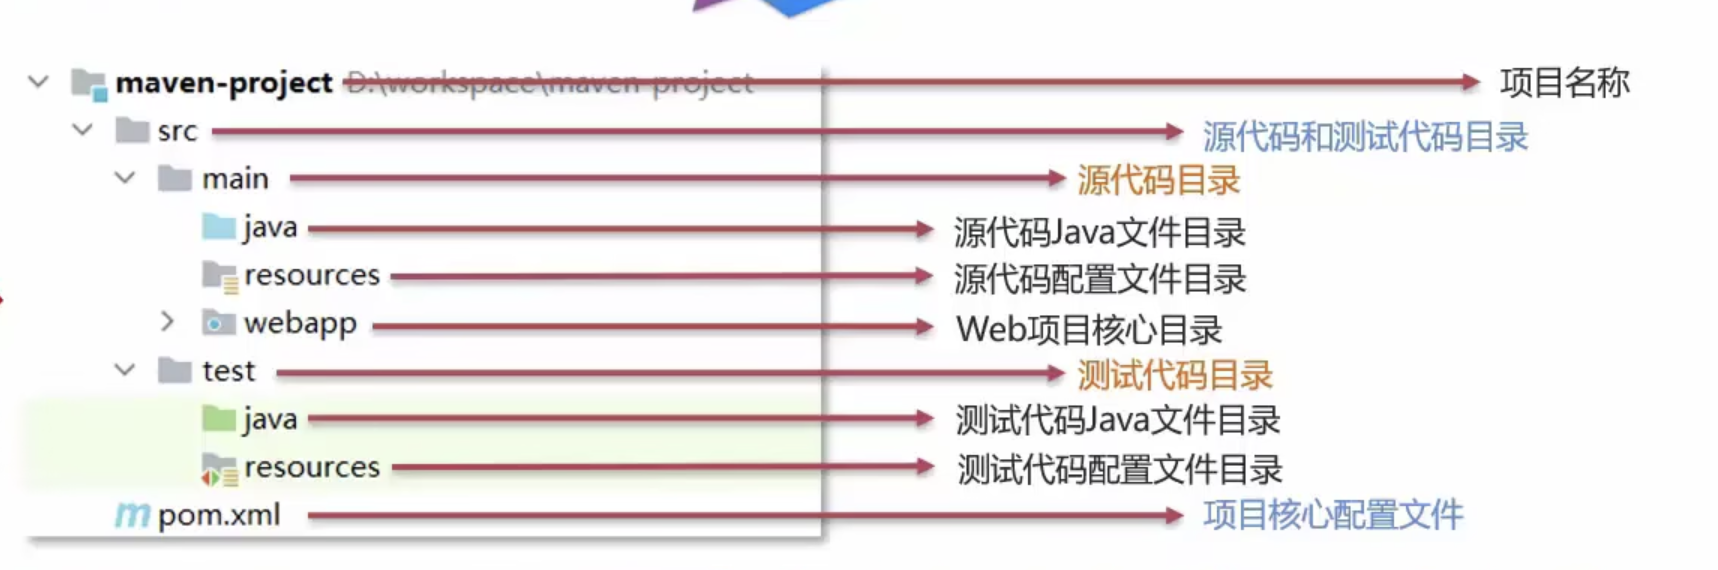 maven-project D:\workspace\maven-project 项目名称
src 源代码和测试代码目录
main 源代码目录
java 源代码Java文件目录
resources 源代码配置文件目录
webapp Web项目核心目录
test 测试代码目录
java 测试代码Java文件目录
resources 测试代码配置文件目录
pom.xml 项目核心配置文件